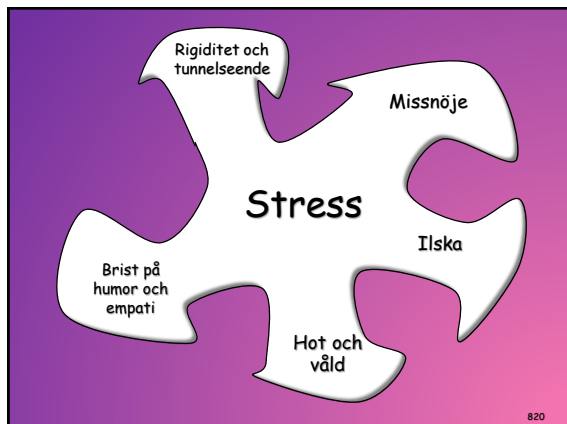 Rigiditet och
tunnelseende
Missnöje
Stress
Ilska
Brist på
humor och
empati
Hot och
våld
820